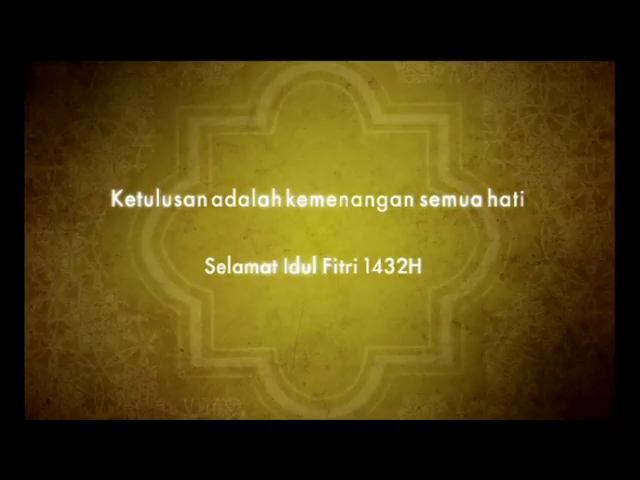 Ketulusan adalah kemenangan semua hati
Selamat Idul Fitri 1432H